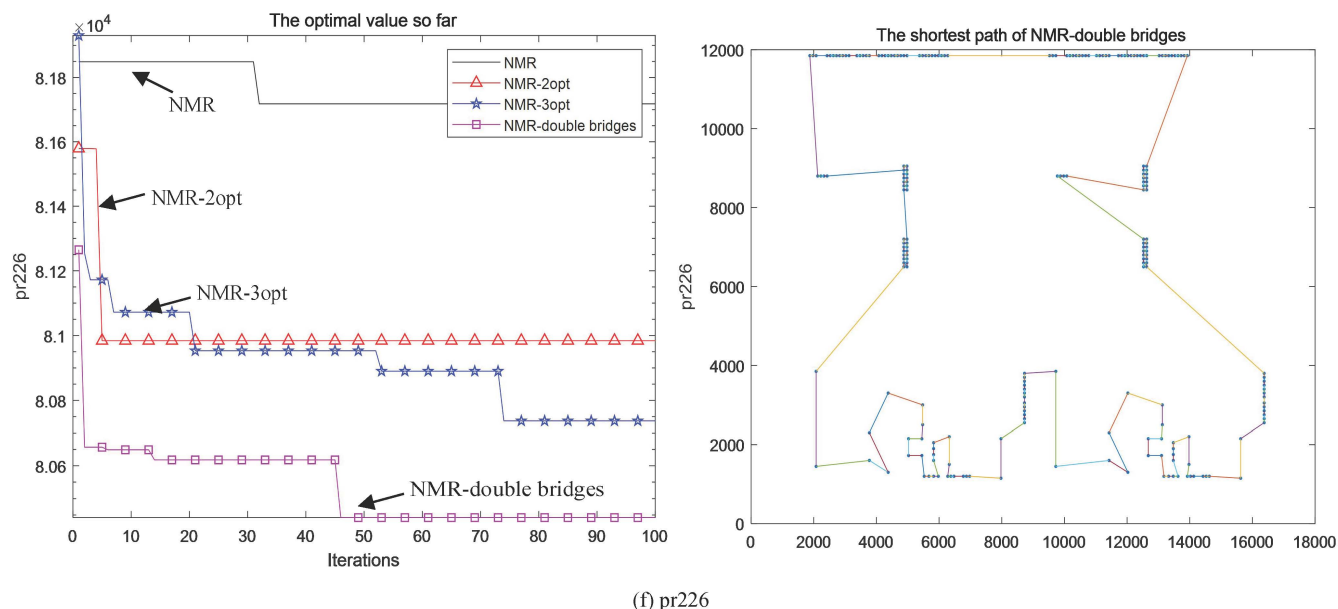 The optimal value so far
×10⁴
8.18
8.16
8.14
8.12
8.1
8.08
8.06
pr226
0 10 20 30 40 50 60 70 80 90 100
Iterations
NMR
NMR-2opt
NMR-3opt
NMR-double bridges
NMR
NMR-2opt
NMR-3opt
NMR-double bridges
The shortest path of NMR-double bridges
12000
10000
8000
6000
4000
2000
0
pr226
0 2000 4000 6000 8000 10000 12000 14000 16000 18000
(f) pr226